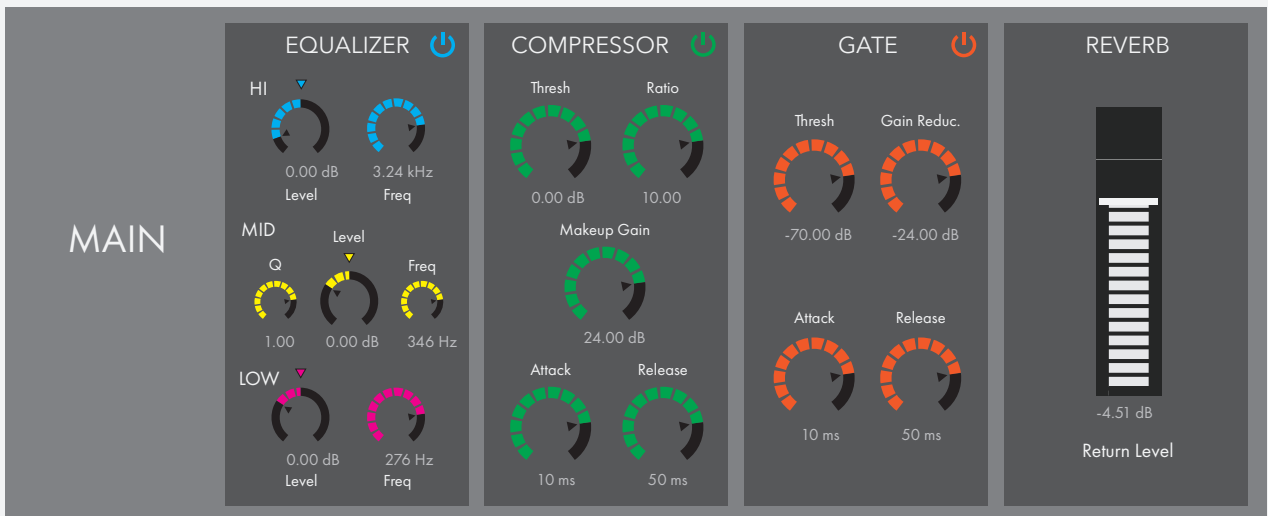 MAIN
EQUALIZER
HI
0.00 dB 3.24 kHz
Level Freq
MID
Level
Q Freq
1.00 0.00 dB 346 Hz
LOW
0.00 dB 276 Hz
Level Freq
COMPRESSOR
Thresh Ratio
0.00 dB 10.00
Makeup Gain
24.00 dB
Attack Release
10 ms 50 ms
GATE
Thresh Gain Reduc.
-70.00 dB -24.00 dB
Attack Release
10 ms 50 ms
REVERB
-4.51 dB
Return Level